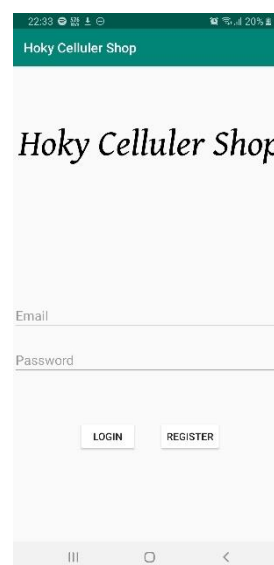 22:33 20%
Hoky Celluler Shop
Hoky Celluler Shop
Email
Password
LOGIN REGISTER